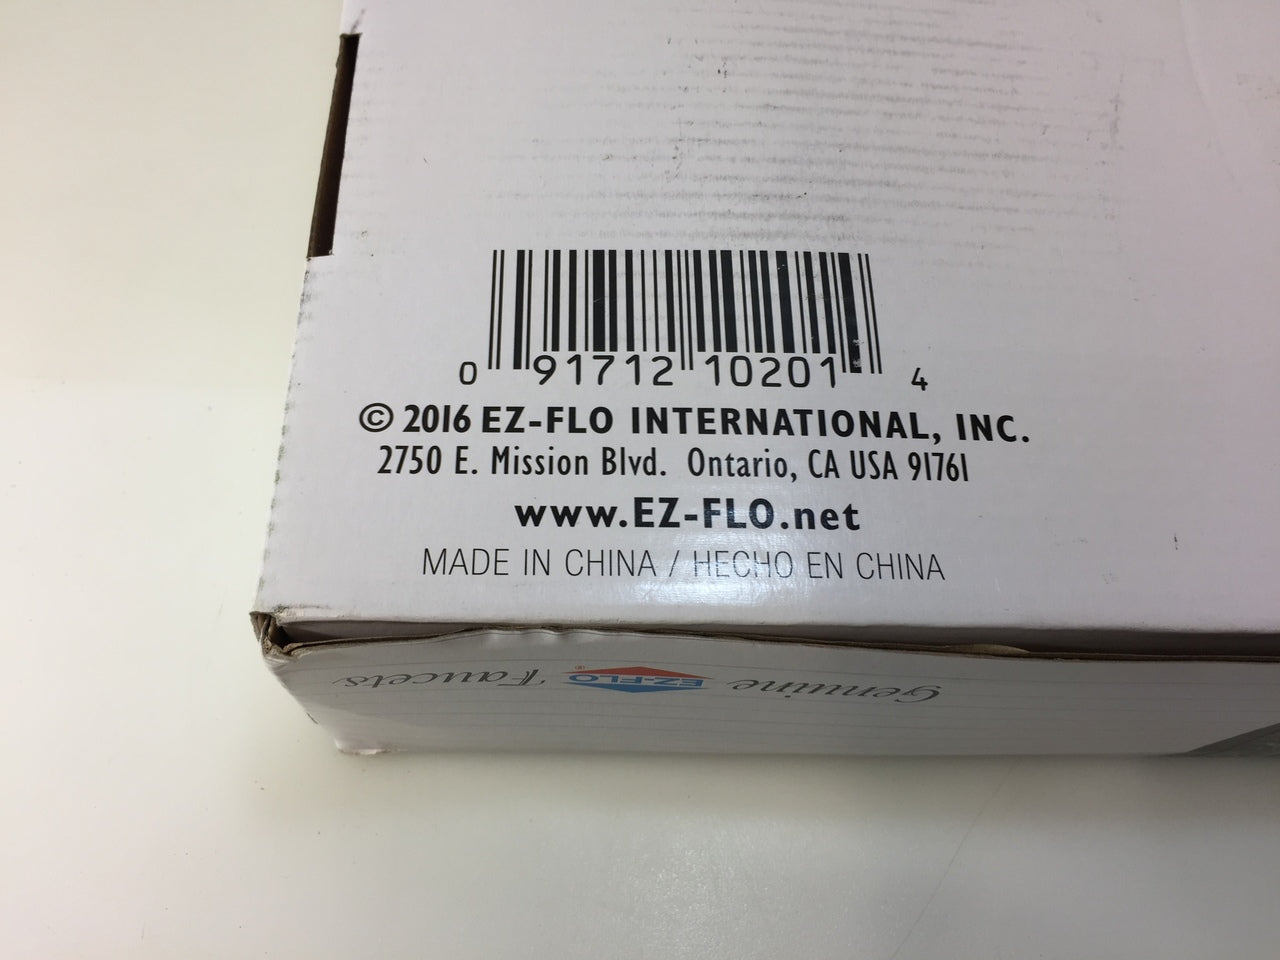 0 91712 10201 4
© 2016 EZ-FLO INTERNATIONAL, INC.
2750 E. Mission Blvd. Ontario, CA USA 91761
www.EZ-FLO.net
MADE IN CHINA / HECHO EN CHINA
Genuine EZ-FLO® Faucets